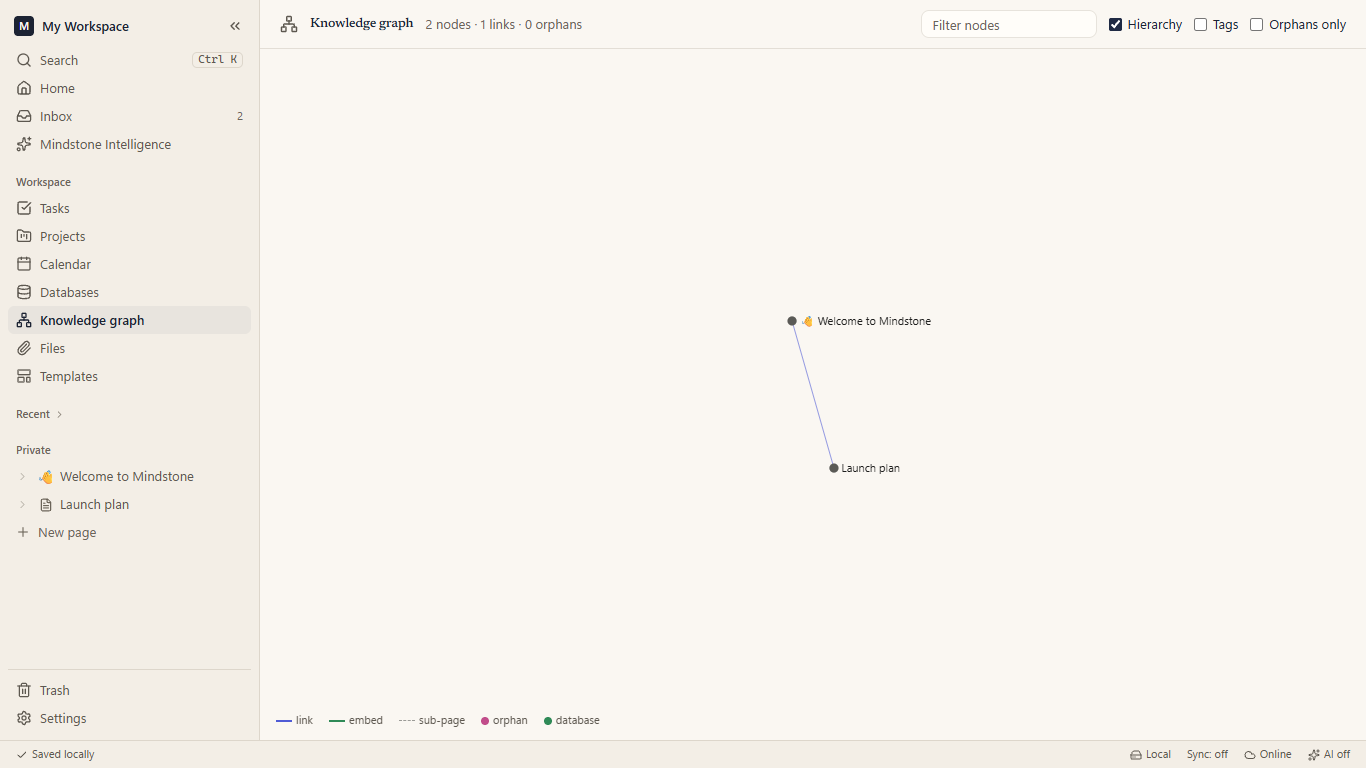 M My Workspace
Search Ctrl K
Home
Inbox 2
Mindstone Intelligence
Workspace
Tasks
Projects
Calendar
Databases
Knowledge graph
Files
Templates
Recent
Private
Welcome to Mindstone
Launch plan
New page
Trash
Settings
Knowledge graph 2 nodes · 1 links · 0 orphans Filter nodes Hierarchy Tags Orphans only
Welcome to Mindstone
Launch plan
link embed sub-page orphan database
Saved locally Local Sync: off Online AI off